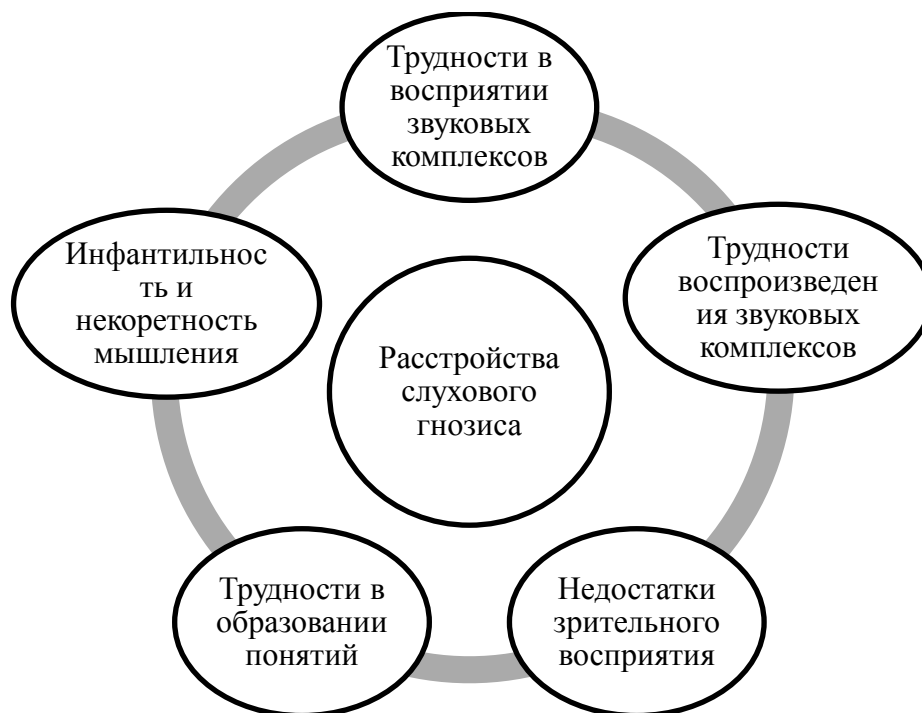 Трудности в
восприятии
звуковых
комплексов
Трудности
воспроизведен
ия звуковых
комплексов
Недостатки
зрительного
восприятия
Трудности в
образовании
понятий
Инфантильнос
ть и
некоретность
мышления
Расстройства
слухового
гнозиса